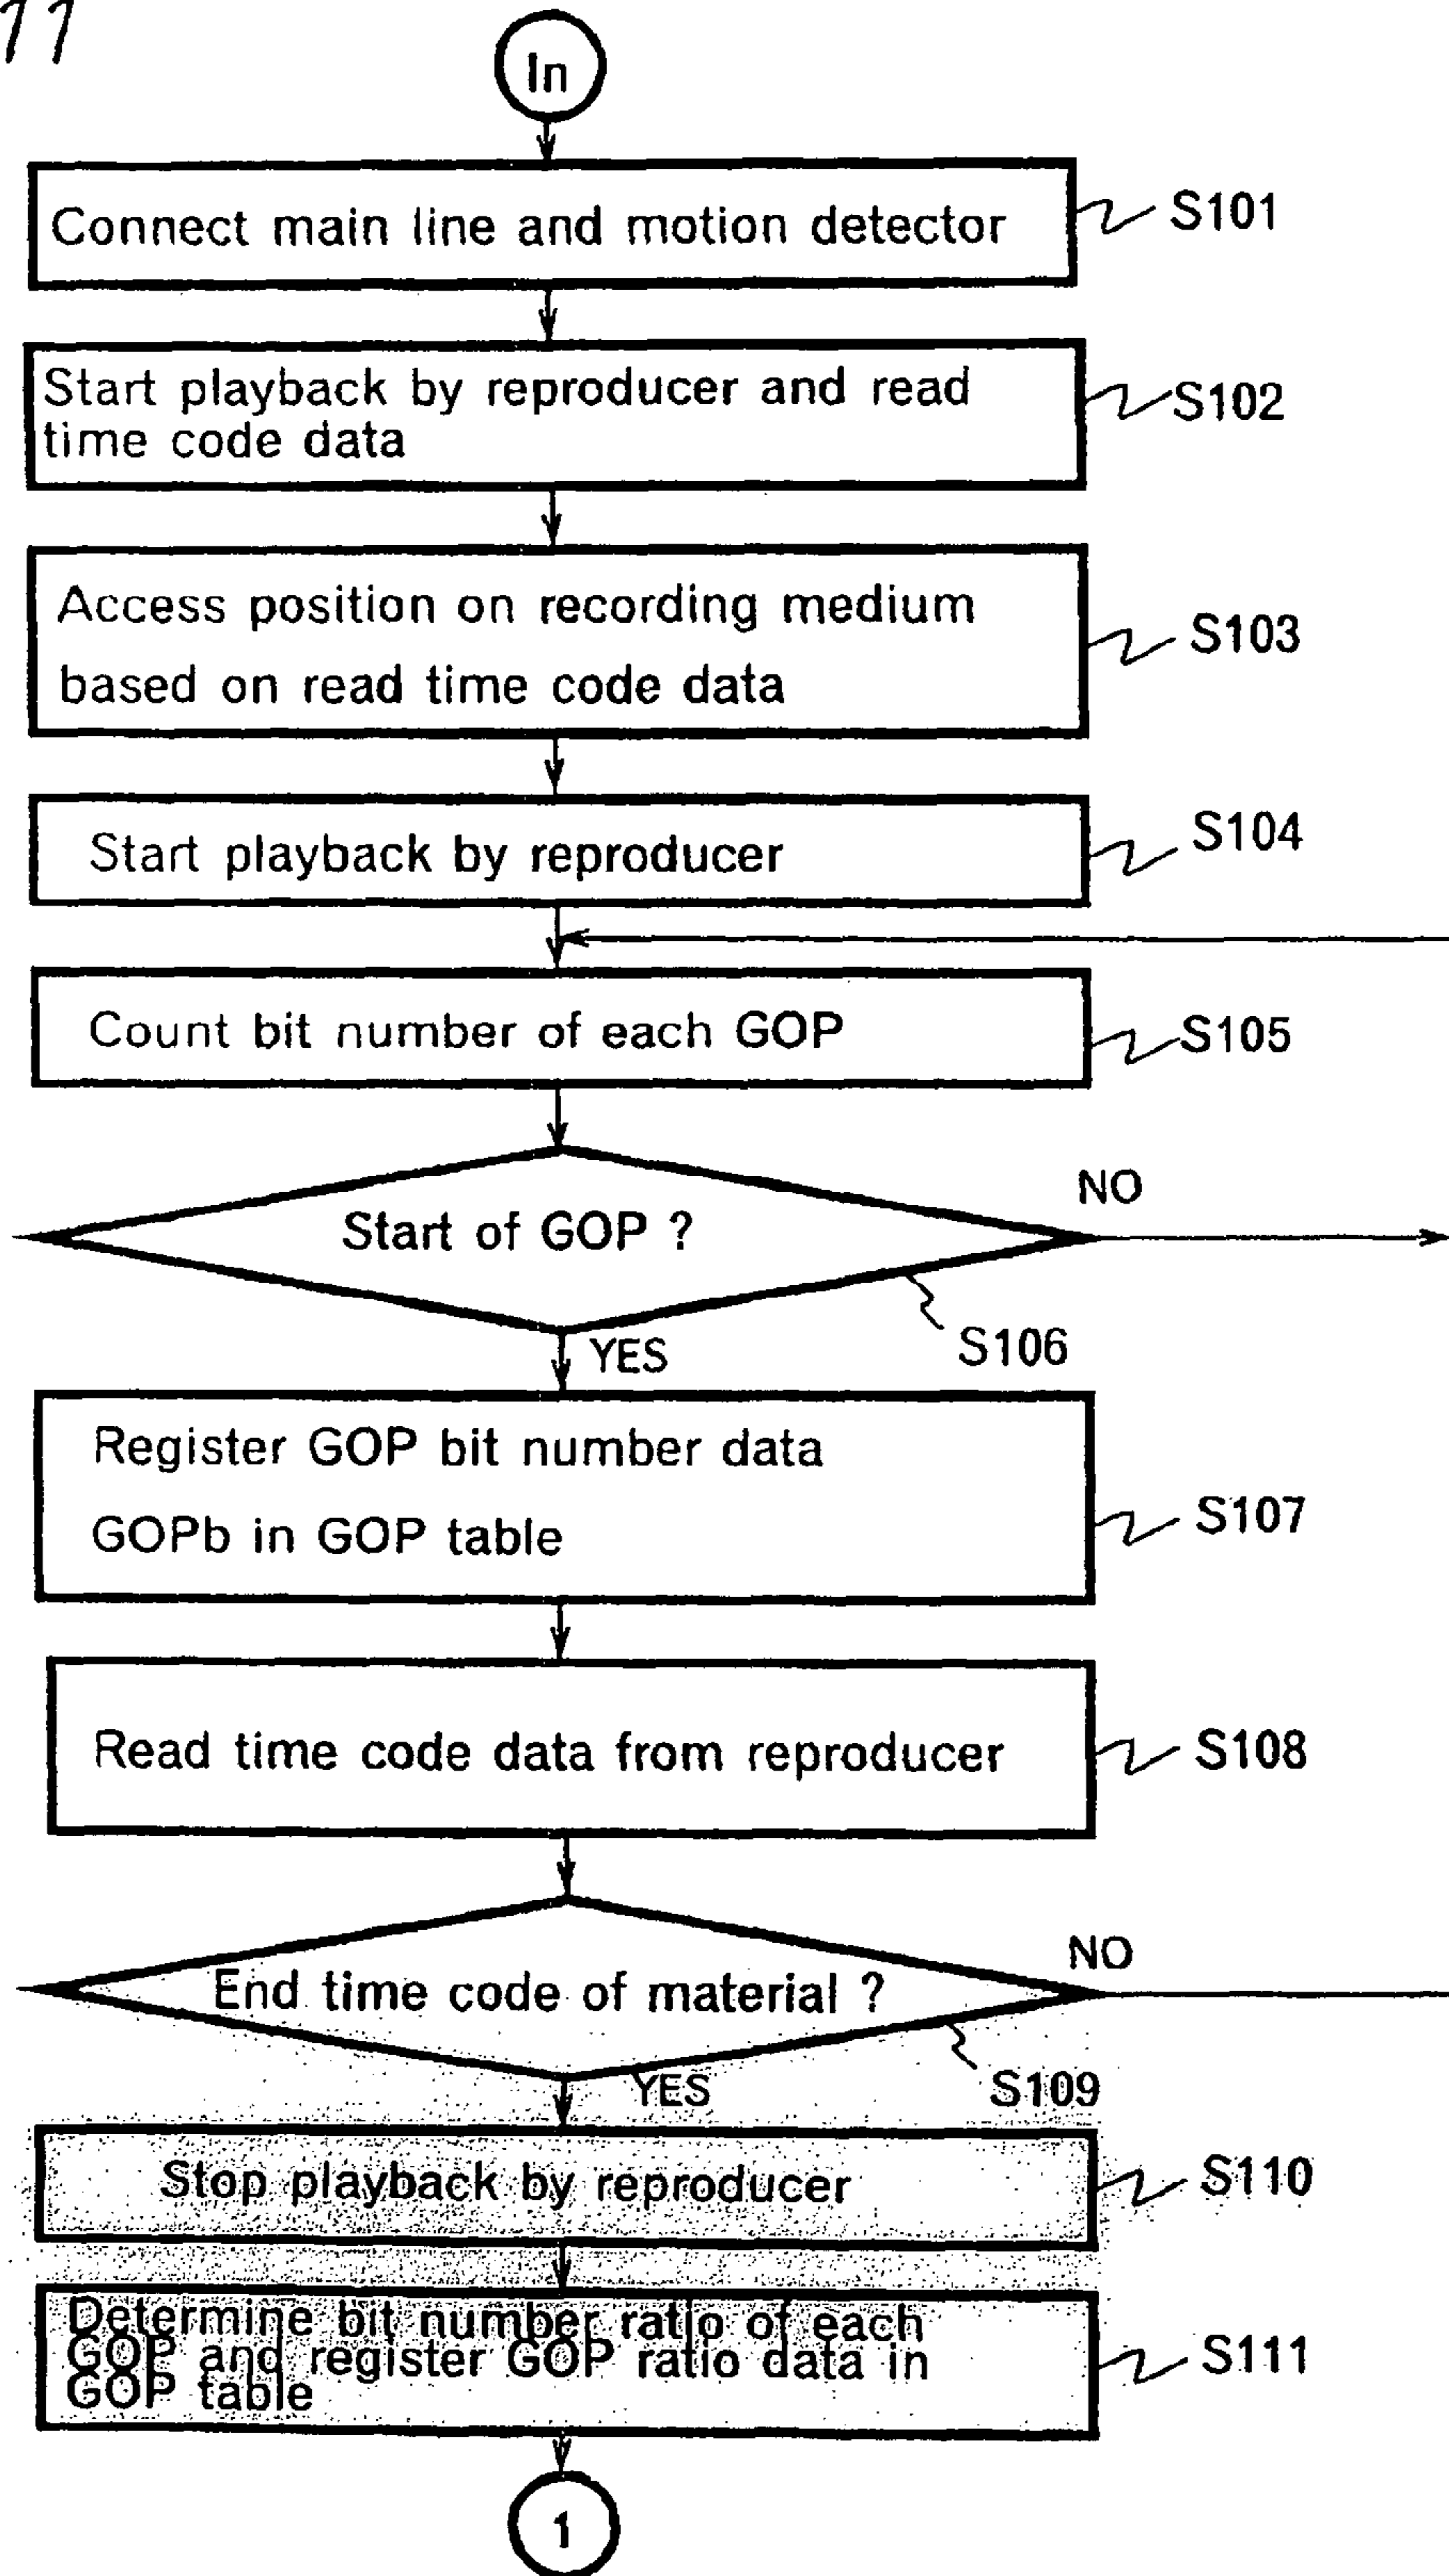 11
In
Connect main line and motion detector
S101
Start playback by reproducer and read
time code data
S102
Access position on recording medium
based on read time code data
S103
Start playback by reproducer
S104
Count bit number of each GOP
S105
Start of GOP ?
NO
S106
YES
Register GOP bit number data
GOPb in GOP table
S107
Read time code data from reproducer
S108
End time code of material ?
NO
S109
YES
Stop playback by reproducer
S110
Determine bit number ratio of each
GOP and register GOP ratio data in
GOP table
S111
1